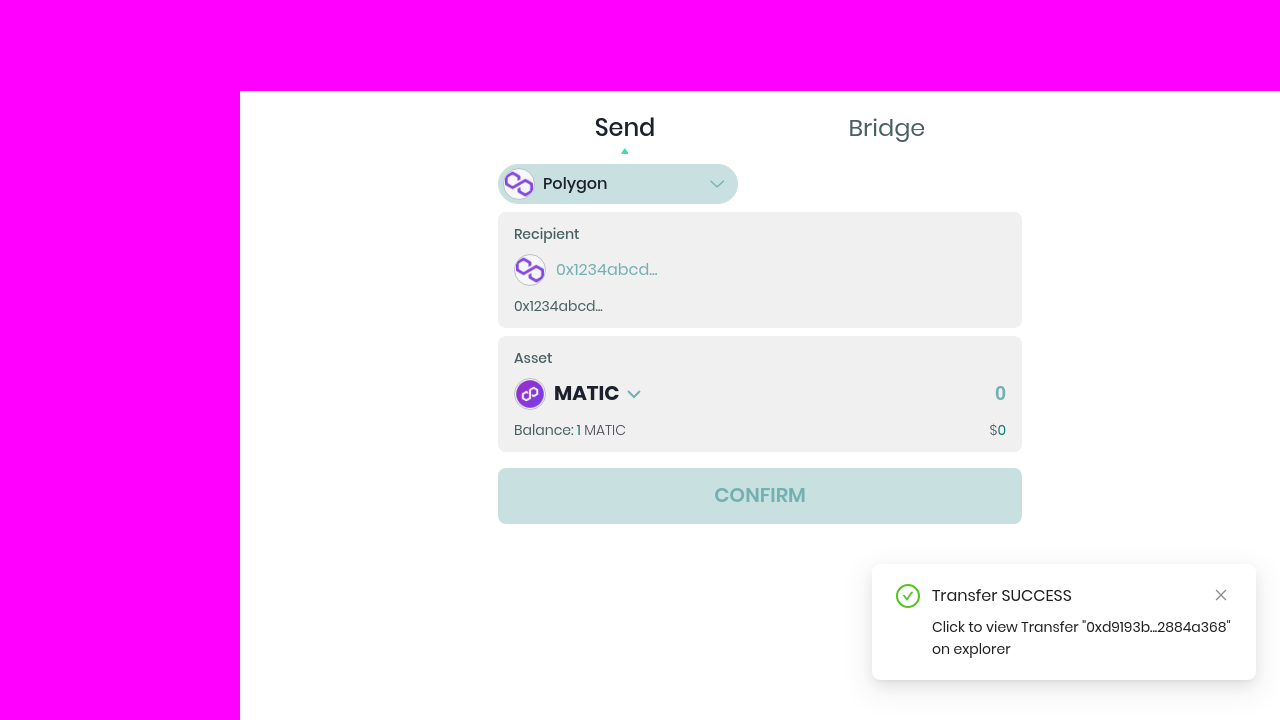 Send
Bridge
Polygon
Recipient
0x1234abcd...
0x1234abcd...
Asset
MATIC
0
Balance: 1 MATIC
$0
CONFIRM
Transfer SUCCESS
Click to view Transfer "0xd9193b...2884a368"
on explorer